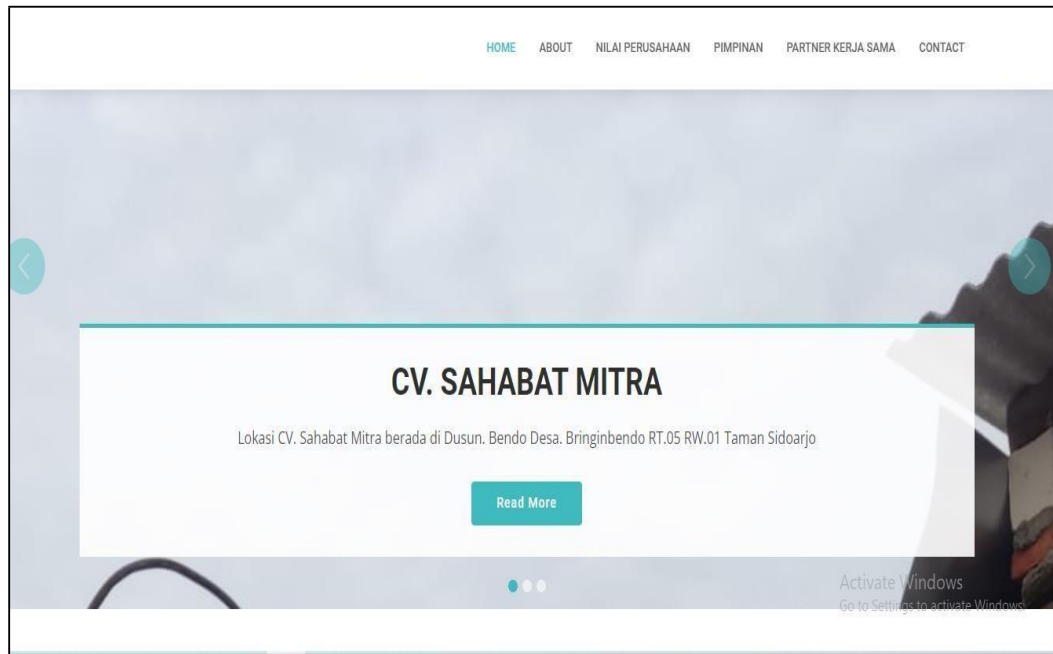 HOME ABOUT NILAI PERUSAHAAN PIMPINAN PARTNER KERJA SAMA CONTACT
CV. SAHABAT MITRA
Lokasi CV. Sahabat Mitra berada di Dusun. Bendo Desa. Bringinbendo RT.05 RW.01 Taman Sidoarjo
Read More
Activate Windows
Go to Settings to activate Windows.